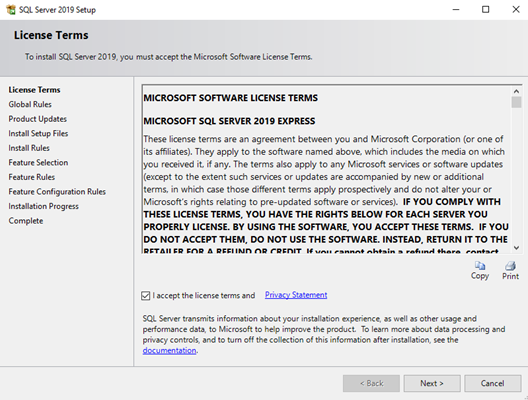 SQL Server 2019 Setup
License Terms
To install SQL Server 2019, you must accept the Microsoft Software License Terms.
License Terms
Global Rules
Product Updates
Install Setup Files
Install Rules
Feature Selection
Feature Rules
Feature Configuration Rules
Installation Progress
Complete
MICROSOFT SOFTWARE LICENSE TERMS
MICROSOFT SQL SERVER 2019 EXPRESS
These license terms are an agreement between you and Microsoft Corporation (or one of
its affiliates). They apply to the software named above, which includes the media on which
you received it, if any. The terms also apply to any Microsoft services or software updates
(except to the extent such services or updates are accompanied by new or additional
terms, in which case those different terms apply prospectively and do not alter your or
Microsoft's rights relating to pre-updated software or services). IF YOU COMPLY WITH
THESE LICENSE TERMS, YOU HAVE THE RIGHTS BELOW FOR EACH SERVER YOU
PROPERLY LICENSE. BY USING THE SOFTWARE, YOU ACCEPT THESE TERMS. IF YOU
DO NOT ACCEPT THEM, DO NOT USE THE SOFTWARE. INSTEAD, RETURN IT TO THE
RETAILER FOR A REFUND OR CREDIT. If you cannot obtain a refund there, contact
Copy Print
I accept the license terms and Privacy Statement
SQL Server transmits information about your installation experience, as well as other usage and
performance data, to Microsoft to help improve the product. To learn more about data processing and
privacy controls, and to turn off the collection of this information after installation, see the
documentation.
< Back Next > Cancel